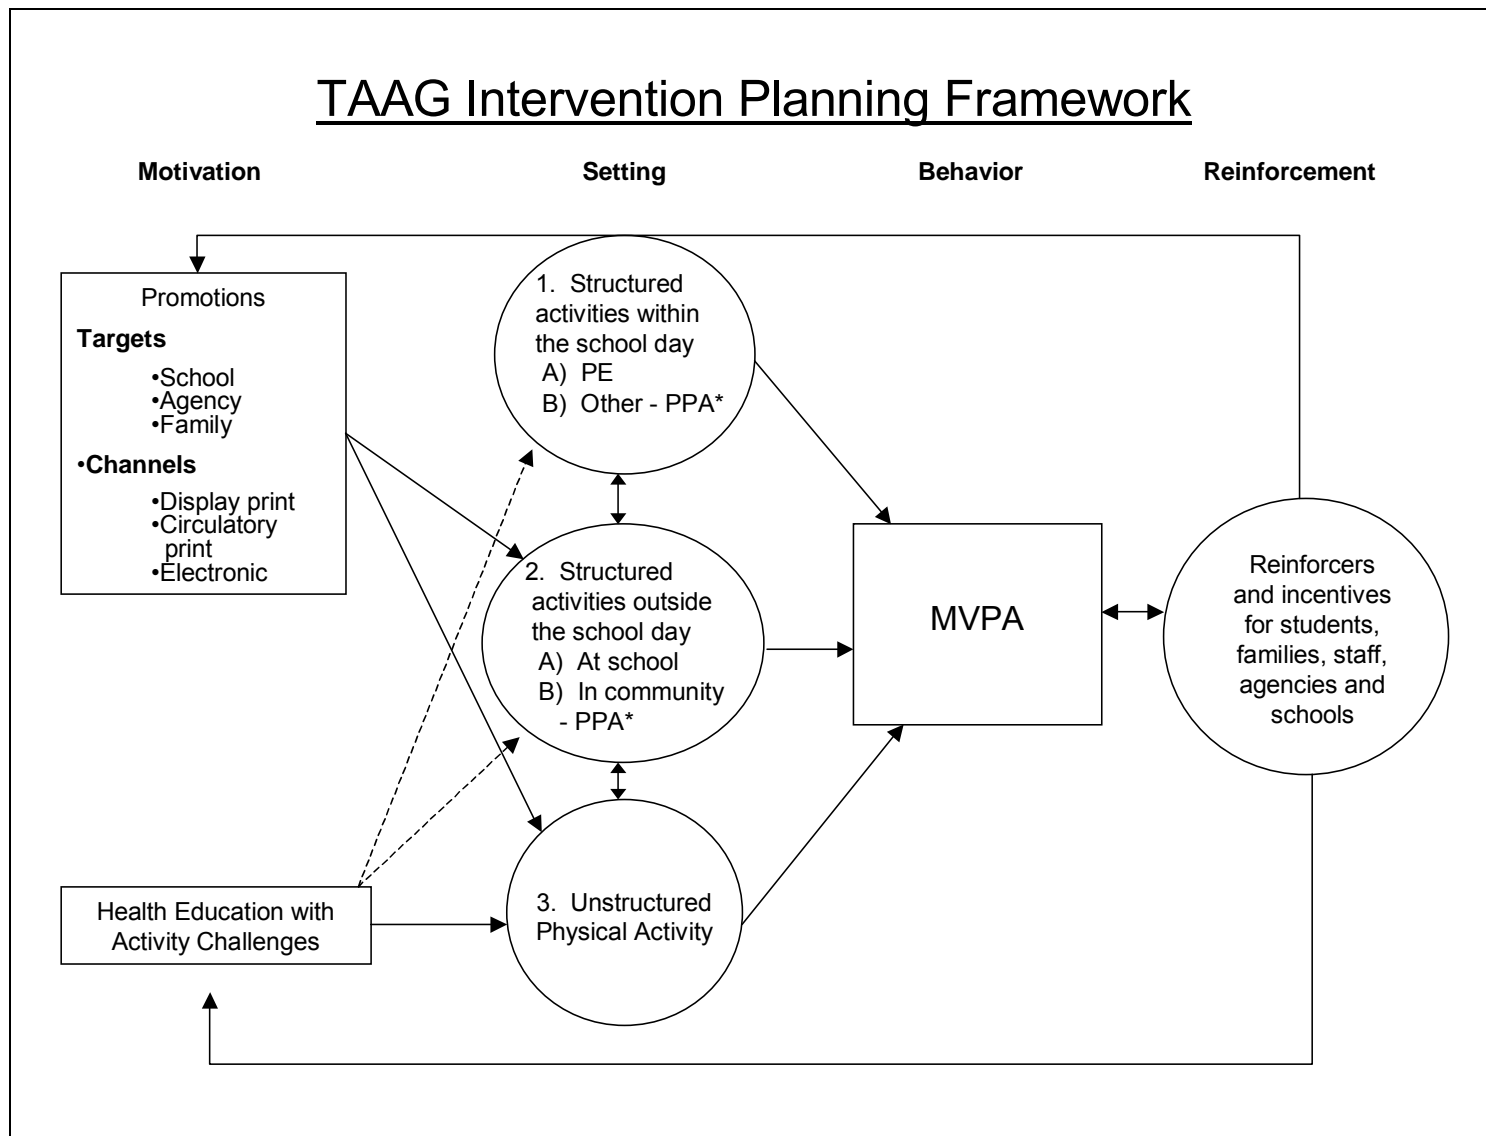 TAAG Intervention Planning Framework
Motivation
Setting
Behavior
Reinforcement
Promotions
Targets
•School
•Agency
•Family
•Channels
•Display print
•Circulatory
print
•Electronic
Health Education with
Activity Challenges
1. Structured
activities within
the school day
A) PE
B) Other - PPA*
2. Structured
activities outside
the school day
A) At school
B) In community
- PPA*
3. Unstructured
Physical Activity
MVPA
Reinforcers
and incentives
for students,
families, staff,
agencies and
schools